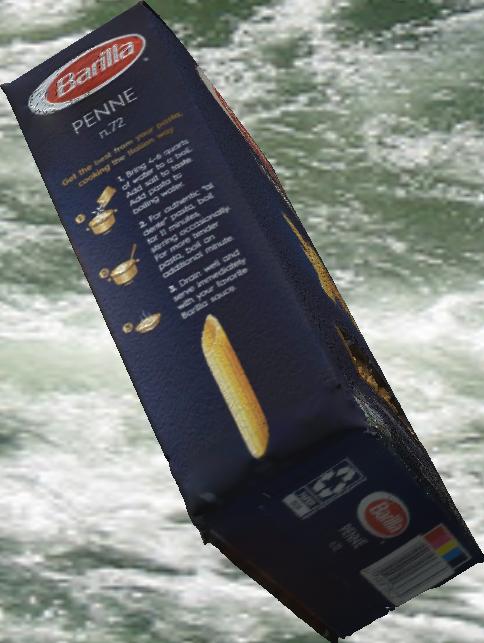 Barilla
PENNE
n.72
Get the best from your pasta,
cooking the Italian way
1. Bring 4-6 quarts
of water to a boil.
Add salt to taste.
Add pasta to
boiling water.
2. For authentic "al
dente" pasta, boil
for 11 minutes,
stirring occasionally.
For more tender
pasta, boil an
additional minute.
3. Drain well and
serve immediately
with your favorite
Barilla sauce.
Barilla
PENNE